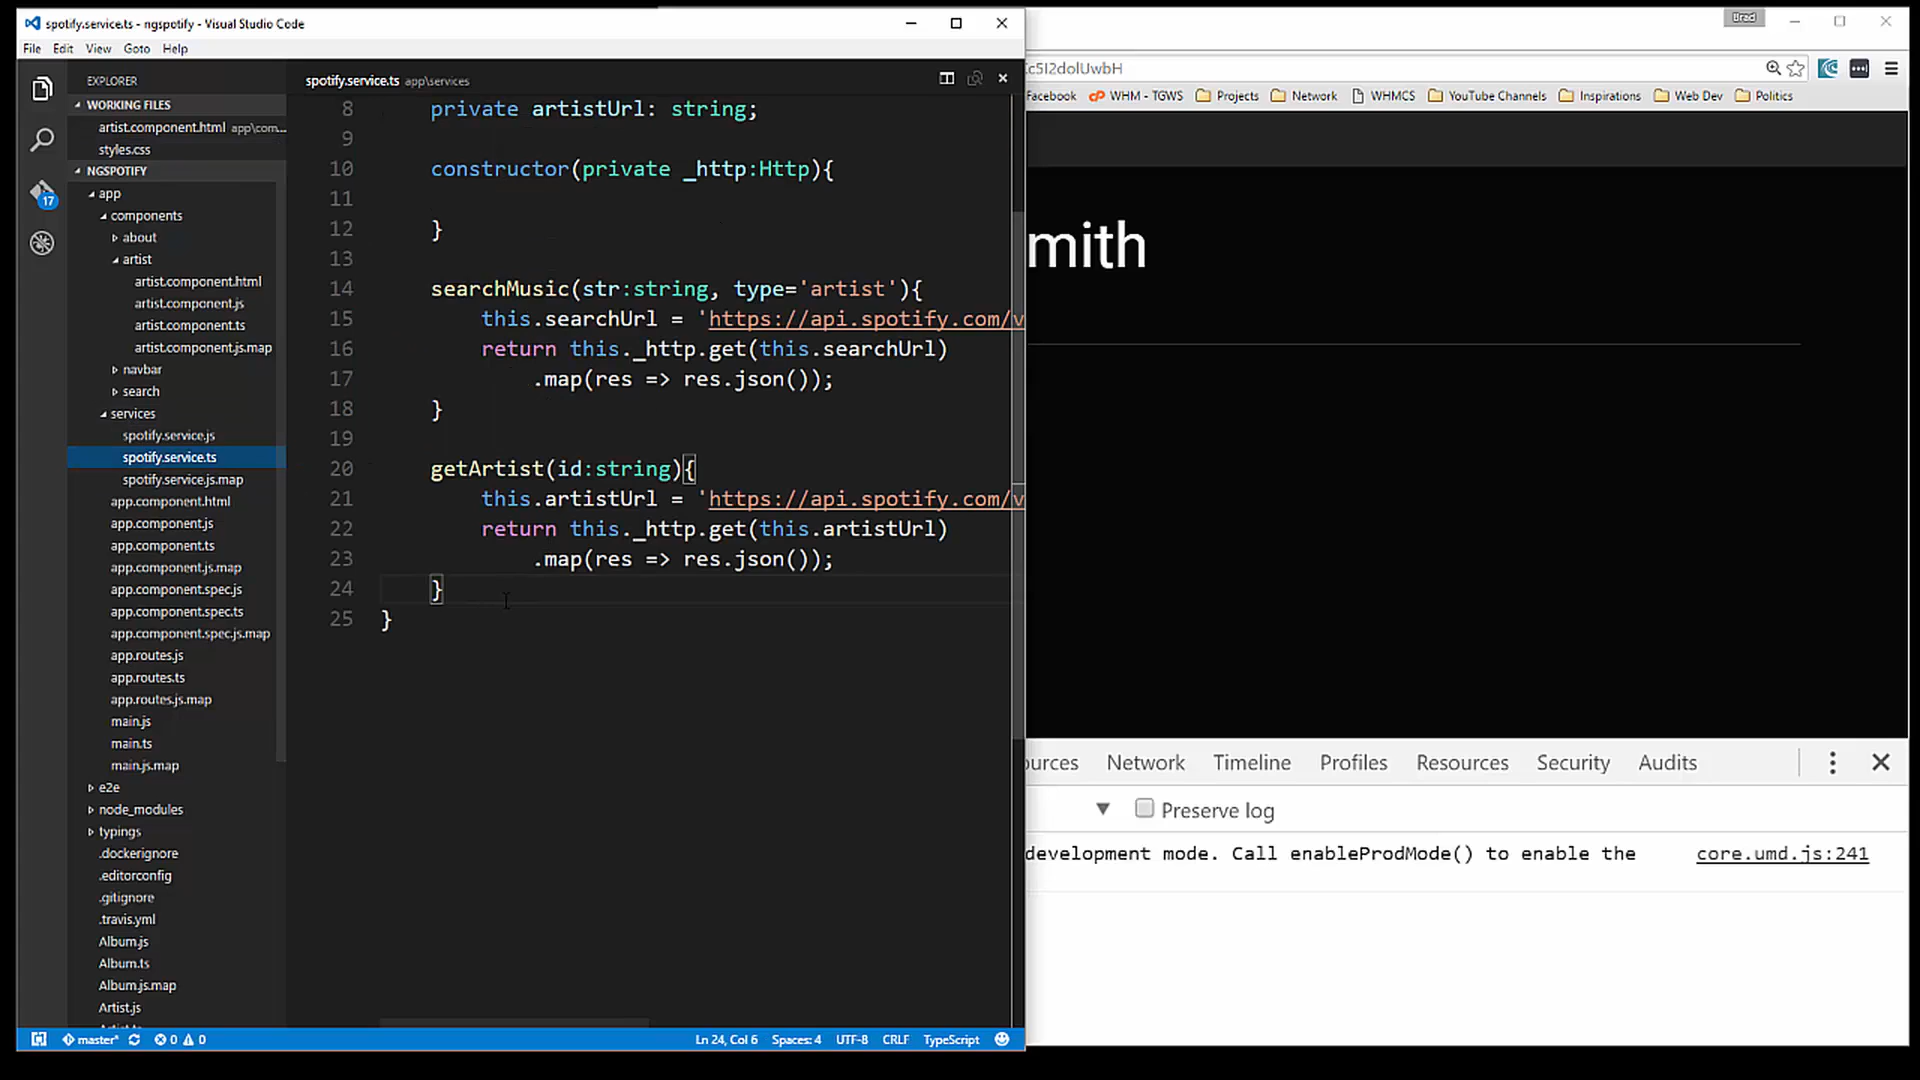 spotify.service.ts - ngspotify - Visual Studio Code
File Edit View Goto Help
EXPLORER
WORKING FILES
artist.component.html app\com...
styles.css
NGSPOTIFY
app
components
about
artist
artist.component.html
artist.component.js
artist.component.ts
artist.component.js.map
navbar
search
services
spotify.service.js
spotify.service.ts
spotify.service.js.map
app.component.html
app.component.js
app.component.ts
app.component.js.map
app.component.spec.js
app.component.spec.ts
app.component.spec.js.map
app.routes.js
app.routes.ts
app.routes.js.map
main.js
main.ts
main.js.map
e2e
node_modules
typings
.dockerignore
.editorconfig
.gitignore
.travis.yml
Album.js
Album.ts
Album.js.map
Artist.js
17
spotify.service.ts app\services
8 private artistUrl: string;
9
10 constructor(private _http:Http){
11
12 }
13
14 searchMusic(str:string, type='artist'){
15 this.searchUrl = 'https://api.spotify.com/v
16 return this._http.get(this.searchUrl)
17 .map(res => res.json());
18 }
19
20 getArtist(id:string){
21 this.artistUrl = 'https://api.spotify.com/v
22 return this._http.get(this.artistUrl)
23 .map(res => res.json());
24 }
25 }
master* 0 0 Ln 24, Col 6 Spaces: 4 UTF-8 CRLF TypeScript
Brad
c5I2dolUwbH
Facebook WHM - TGWS Projects Network WHMCS YouTube Channels Inspirations Web Dev Politics
mith
ources Network Timeline Profiles Resources Security Audits
Preserve log
development mode. Call enableProdMode() to enable the core.umd.js:241